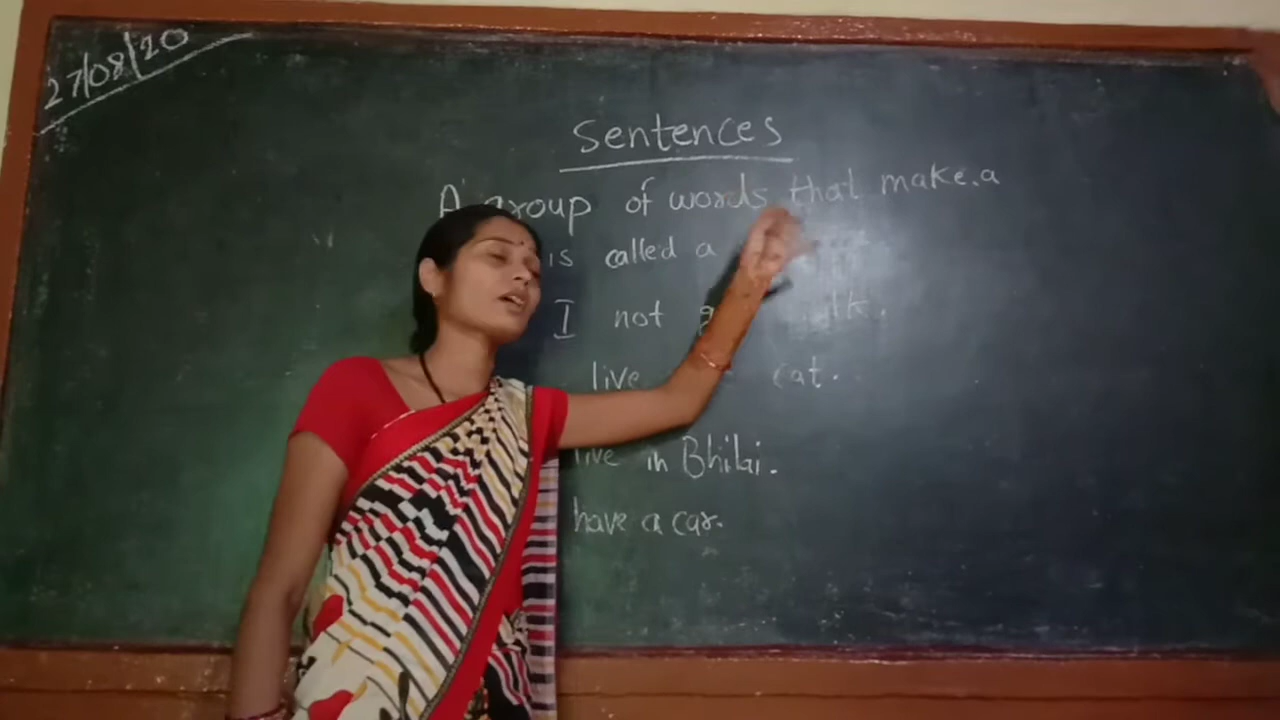 27/08/20
Sentences
A group of words that make.a
is called a
I not
live cat.
live in Bhilai.
have a car.